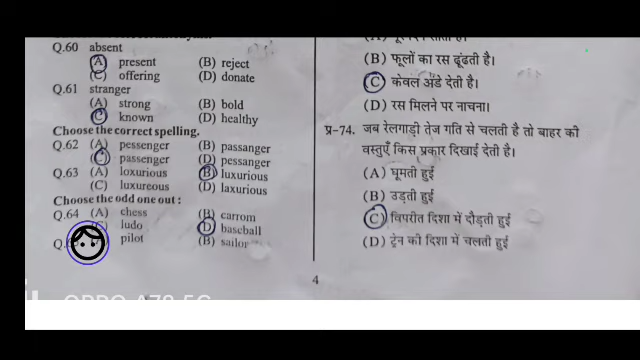 Q.60 absent
(A) present (B) reject
(C) offering (D) donate
Q.61 stranger
(A) strong (B) bold
(C) known (D) healthy
Choose the correct spelling.
Q.62 (A) pessenger (B) passanger
(C) passenger (D) pessanger
Q.63 (A) loxurious (B) luxurious
(C) luxureous (D) laxurious
Choose the odd one out :
Q.64 (A) chess (B) carrom
(C) ludo (D) baseball
pilot (B) sailor
(B) फूलों का रस ढूंढती है।
(C) केवल अंडे देती है।
(D) रस मिलने पर नाचना।
प्र-74. जब रेलगाड़ी तेज गति से चलती है तो बाहर की
वस्तुएँ किस प्रकार दिखाई देती है।
(A) घूमती हुई
(B) उड़ती हुई
(C) विपरीत दिशा में दौड़ती हुई
(D) ट्रेन की दिशा में चलती हुई
4